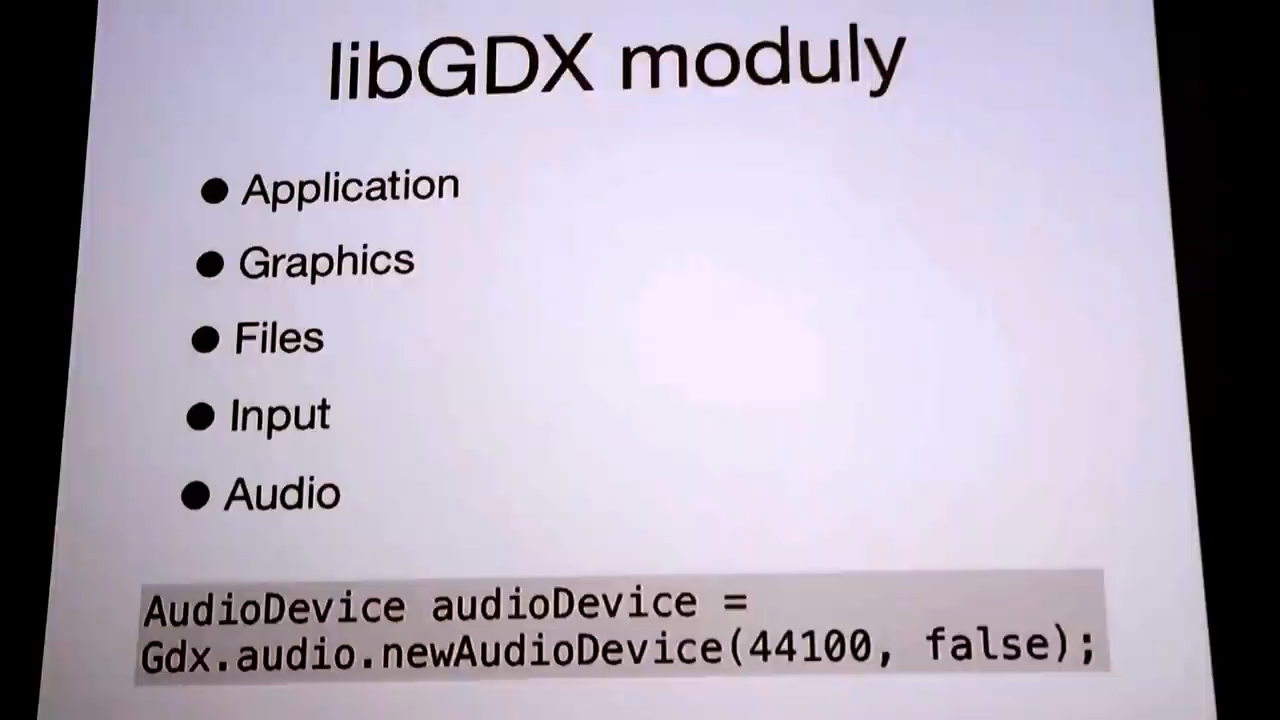 libGDX moduly
● Application
● Graphics
● Files
● Input
● Audio
AudioDevice audioDevice =
Gdx.audio.newAudioDevice(44100, false);